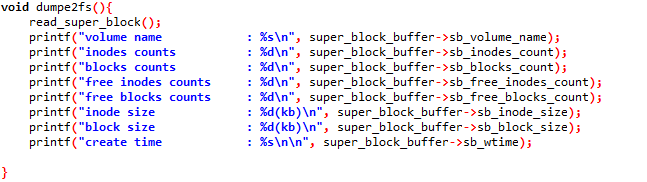 void dumpe2fs(){
    read_super_block();
    printf("volume name            : %s\n", super_block_buffer->sb_volume_name);
    printf("inodes counts          : %d\n", super_block_buffer->sb_inodes_count);
    printf("blocks counts          : %d\n", super_block_buffer->sb_blocks_count);
    printf("free inodes counts     : %d\n", super_block_buffer->sb_free_inodes_count);
    printf("free blocks counts     : %d\n", super_block_buffer->sb_free_blocks_count);
    printf("inode size             : %d(kb)\n", super_block_buffer->sb_inode_size);
    printf("block size             : %d(kb)\n", super_block_buffer->sb_block_size);
    printf("create time            : %s\n\n", super_block_buffer->sb_wtime);
}